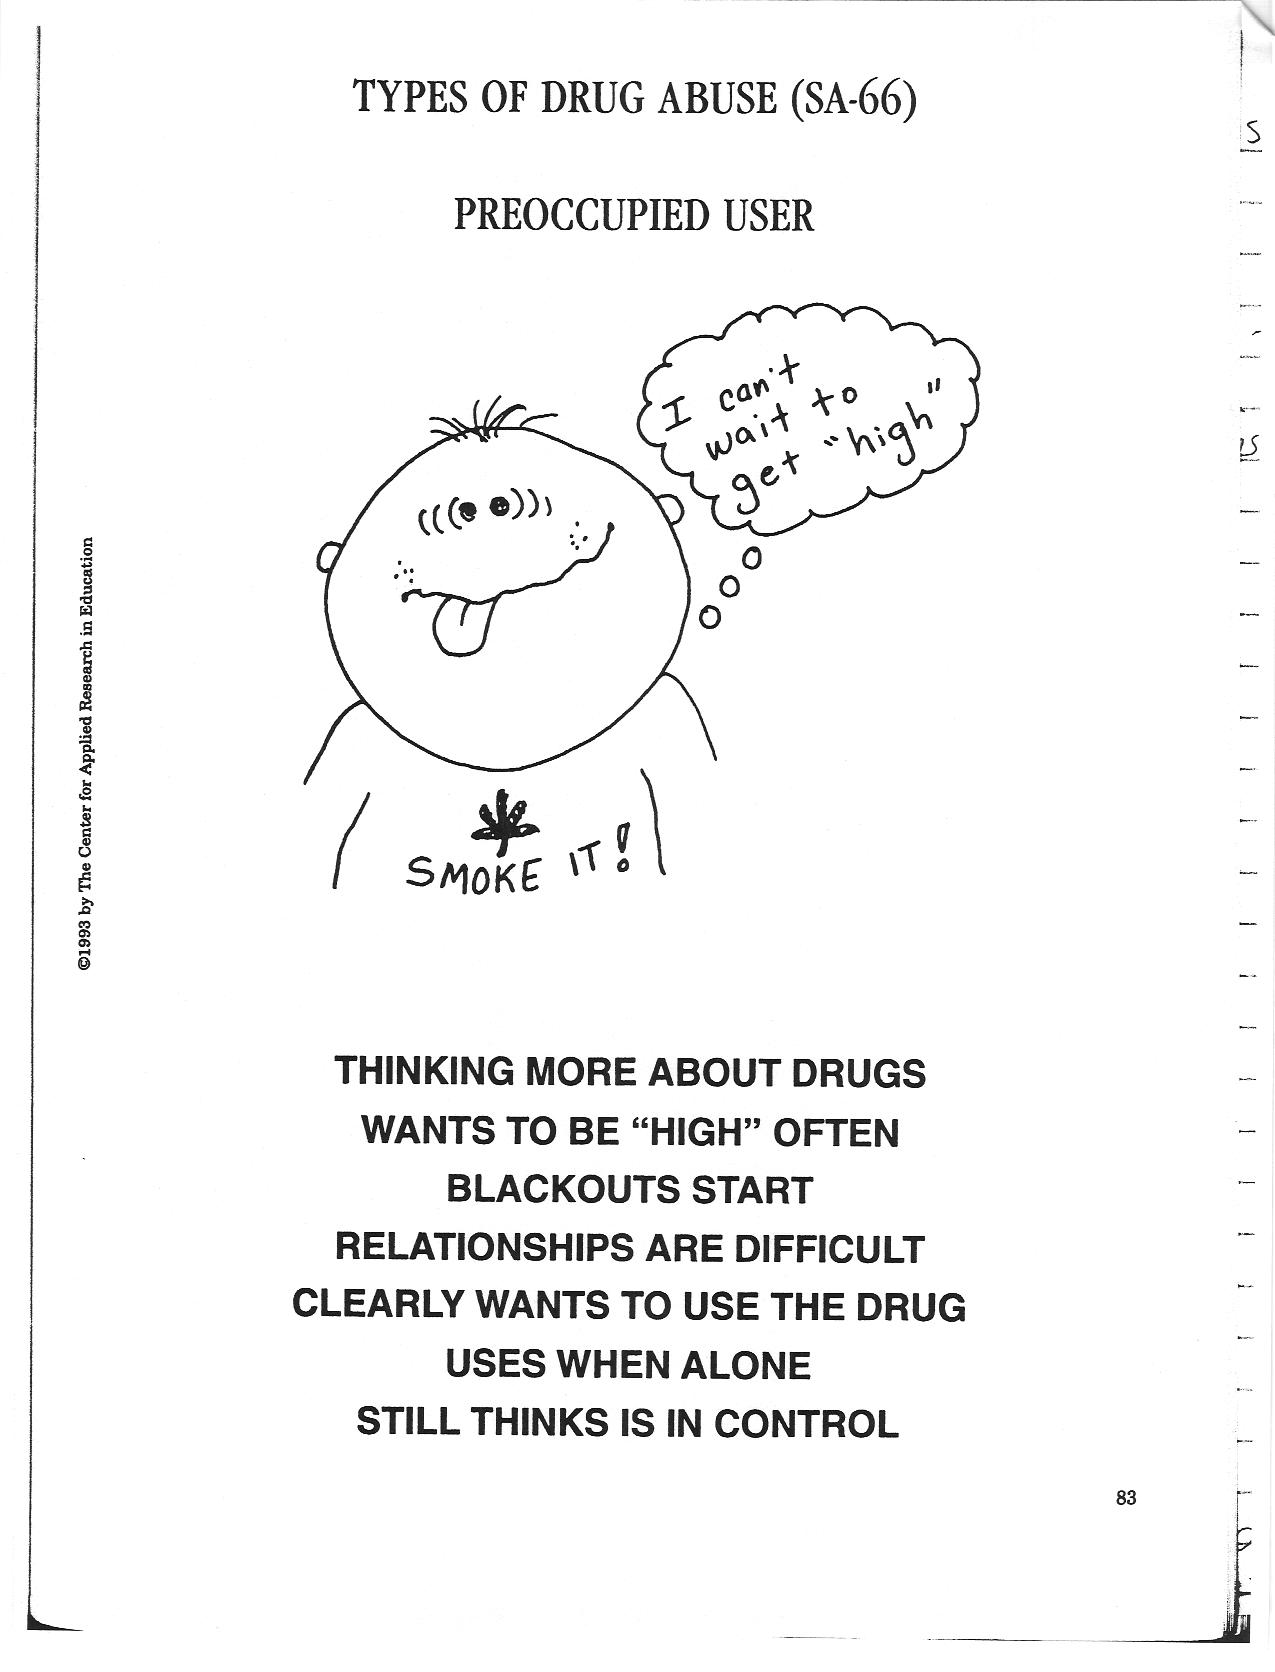 TYPES OF DRUG ABUSE (SA-66)
PREOCCUPIED USER
I can't
wait to
get "high"
SMOKE IT!
©1993 by The Center for Applied Research in Education
THINKING MORE ABOUT DRUGS
WANTS TO BE “HIGH” OFTEN
BLACKOUTS START
RELATIONSHIPS ARE DIFFICULT
CLEARLY WANTS TO USE THE DRUG
USES WHEN ALONE
STILL THINKS IS IN CONTROL
83